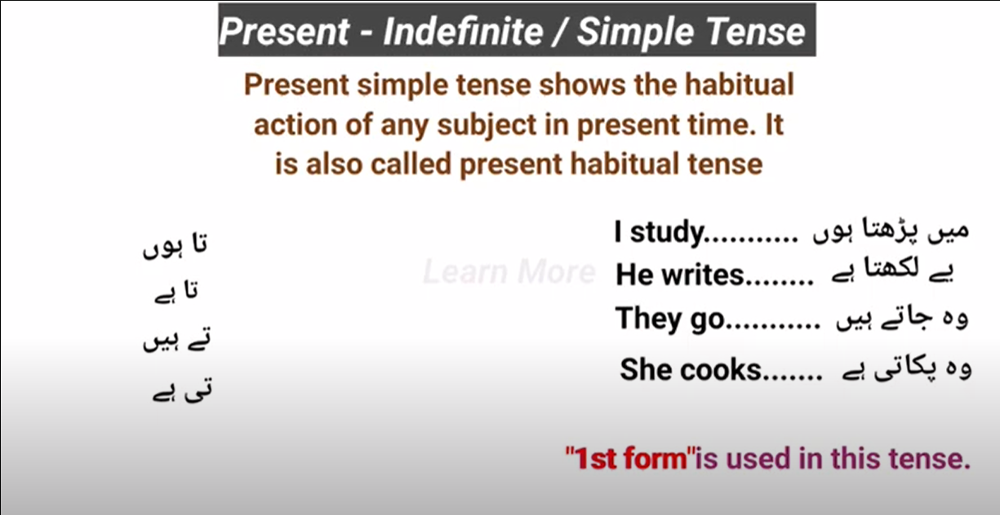 Present - Indefinite / Simple Tense
Present simple tense shows the habitual
action of any subject in present time. It
is also called present habitual tense
تا ہوں
تا ہے
تے ہیں
تی ہے
Learn More
I study........... میں پڑھتا ہوں
He writes........ یے لکھتا ہے
They go........... وہ جاتے ہیں
She cooks....... وہ پکاتی ہے
"1st form"is used in this tense.